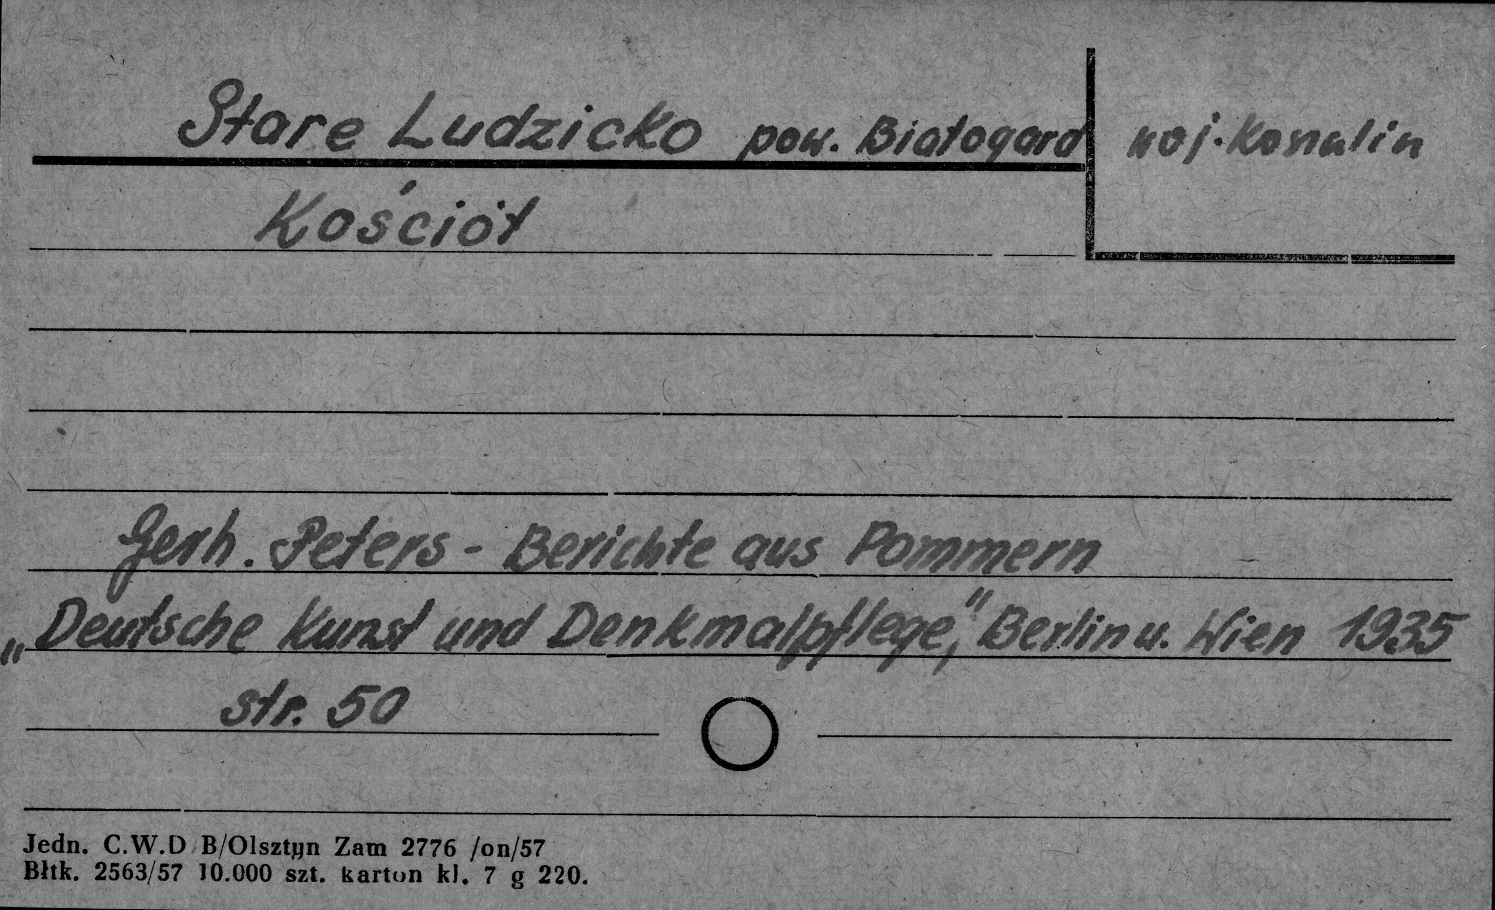 Stare Ludzicko pow. Białogard woj. Koszalin
Kościół
Gerh. Peters - Berichte aus Pommern
„Deutsche Kunst und Denkmalpflege," Berlin u. Wien 1935
str. 50
Jedn. C.W.D B/Olsztyn Zam 2776 /on/57
Błtk. 2563/57 10.000 szt. karton kl. 7 g 220.